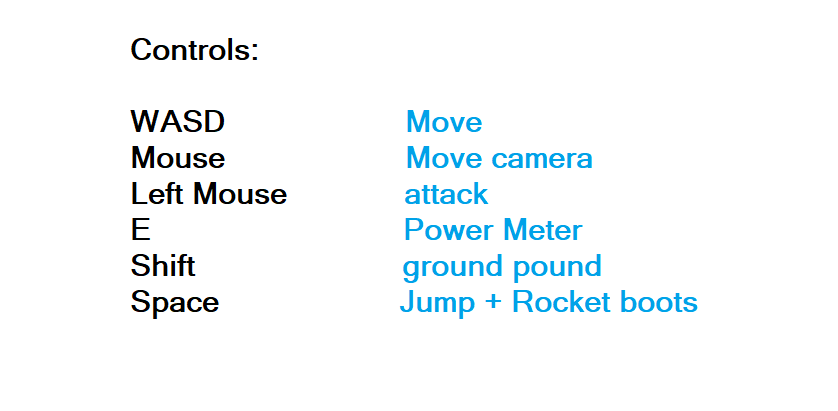 Controls:
WASD Move
Mouse Move camera
Left Mouse attack
E Power Meter
Shift ground pound
Space Jump + Rocket boots